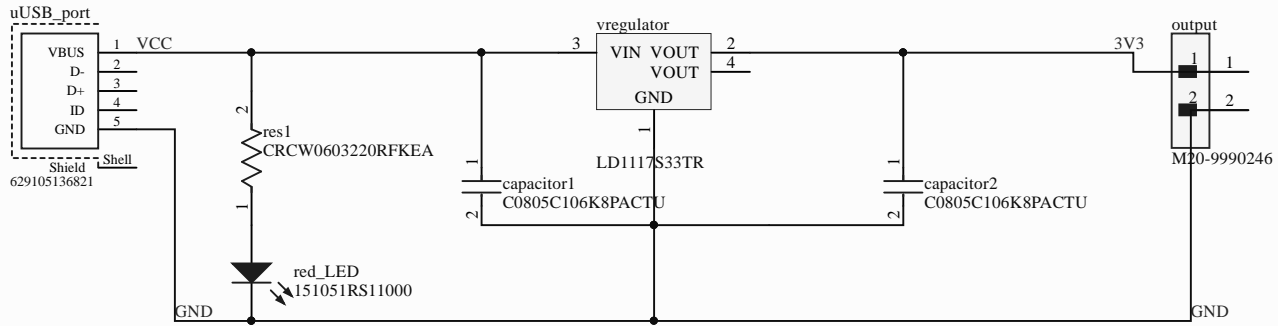 uUSB_port
VBUS 1 VCC
D- 2
D+ 3
ID 4
GND 5
Shell
Shield
629105136821
2
res1
CRCW0603220RFKEA
1
red_LED
151051RS11000
GND
1
capacitor1
C0805C106K8PACTU
2
vregulator
3 VIN VOUT 2
VOUT 4
GND
1
LD1117S33TR
1
capacitor2
C0805C106K8PACTU
2
output
3V3
1 1
2 2
M20-9990246
GND